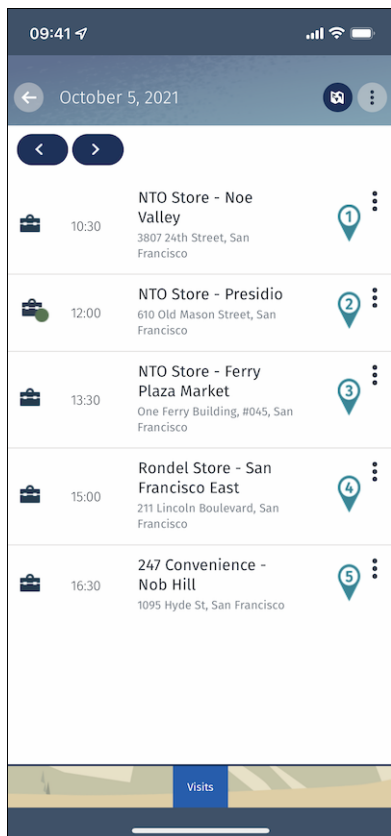 09:41
October 5, 2021
10:30
NTO Store - Noe
Valley
3807 24th Street, San
Francisco
1
12:00
NTO Store - Presidio
610 Old Mason Street, San
Francisco
2
13:30
NTO Store - Ferry
Plaza Market
One Ferry Building, #045, San
Francisco
3
15:00
Rondel Store - San
Francisco East
211 Lincoln Boulevard, San
Francisco
4
16:30
247 Convenience -
Nob Hill
1095 Hyde St, San Francisco
5
Visits